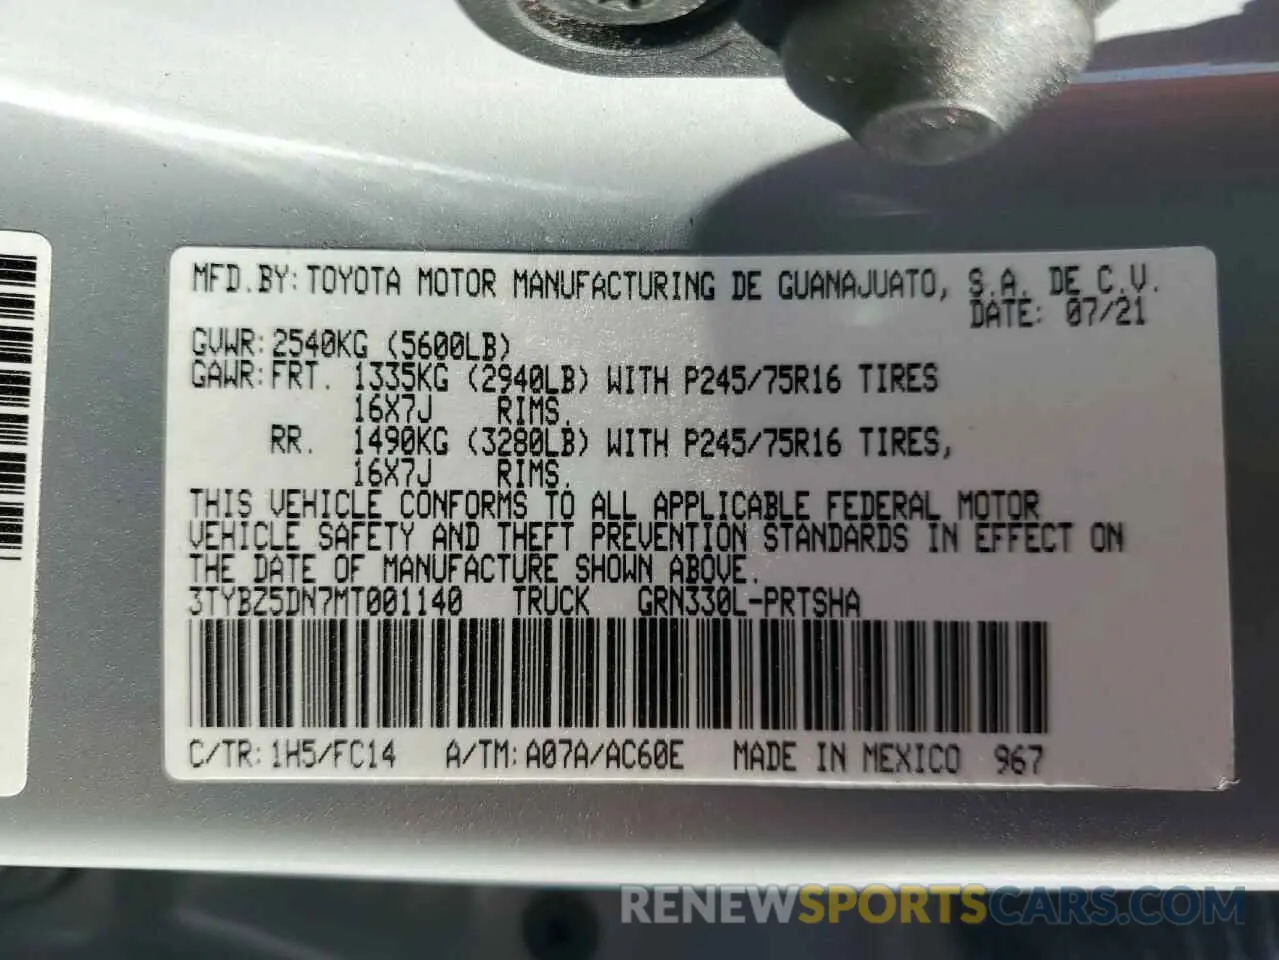 MFD.BY:TOYOTA MOTOR MANUFACTURING DE GUANAJUATO, S.A. DE C.V.
DATE: 07/21
GVWR:2540KG (5600LB)
GAWR:FRT. 1335KG (2940LB) WITH P245/75R16 TIRES
16X7J RIMS,
RR. 1490KG (3280LB) WITH P245/75R16 TIRES,
16X7J RIMS,
THIS VEHICLE CONFORMS TO ALL APPLICABLE FEDERAL MOTOR
VEHICLE SAFETY AND THEFT PREVENTION STANDARDS IN EFFECT ON
THE DATE OF MANUFACTURE SHOWN ABOVE.
3TYBZ5DN7MT001140 TRUCK GRN330L-PRTSHA
C/TR:1H5/FC14 A/TM:A07A/AC60E MADE IN MEXICO 967
RENEWSPORTSCARS.COM